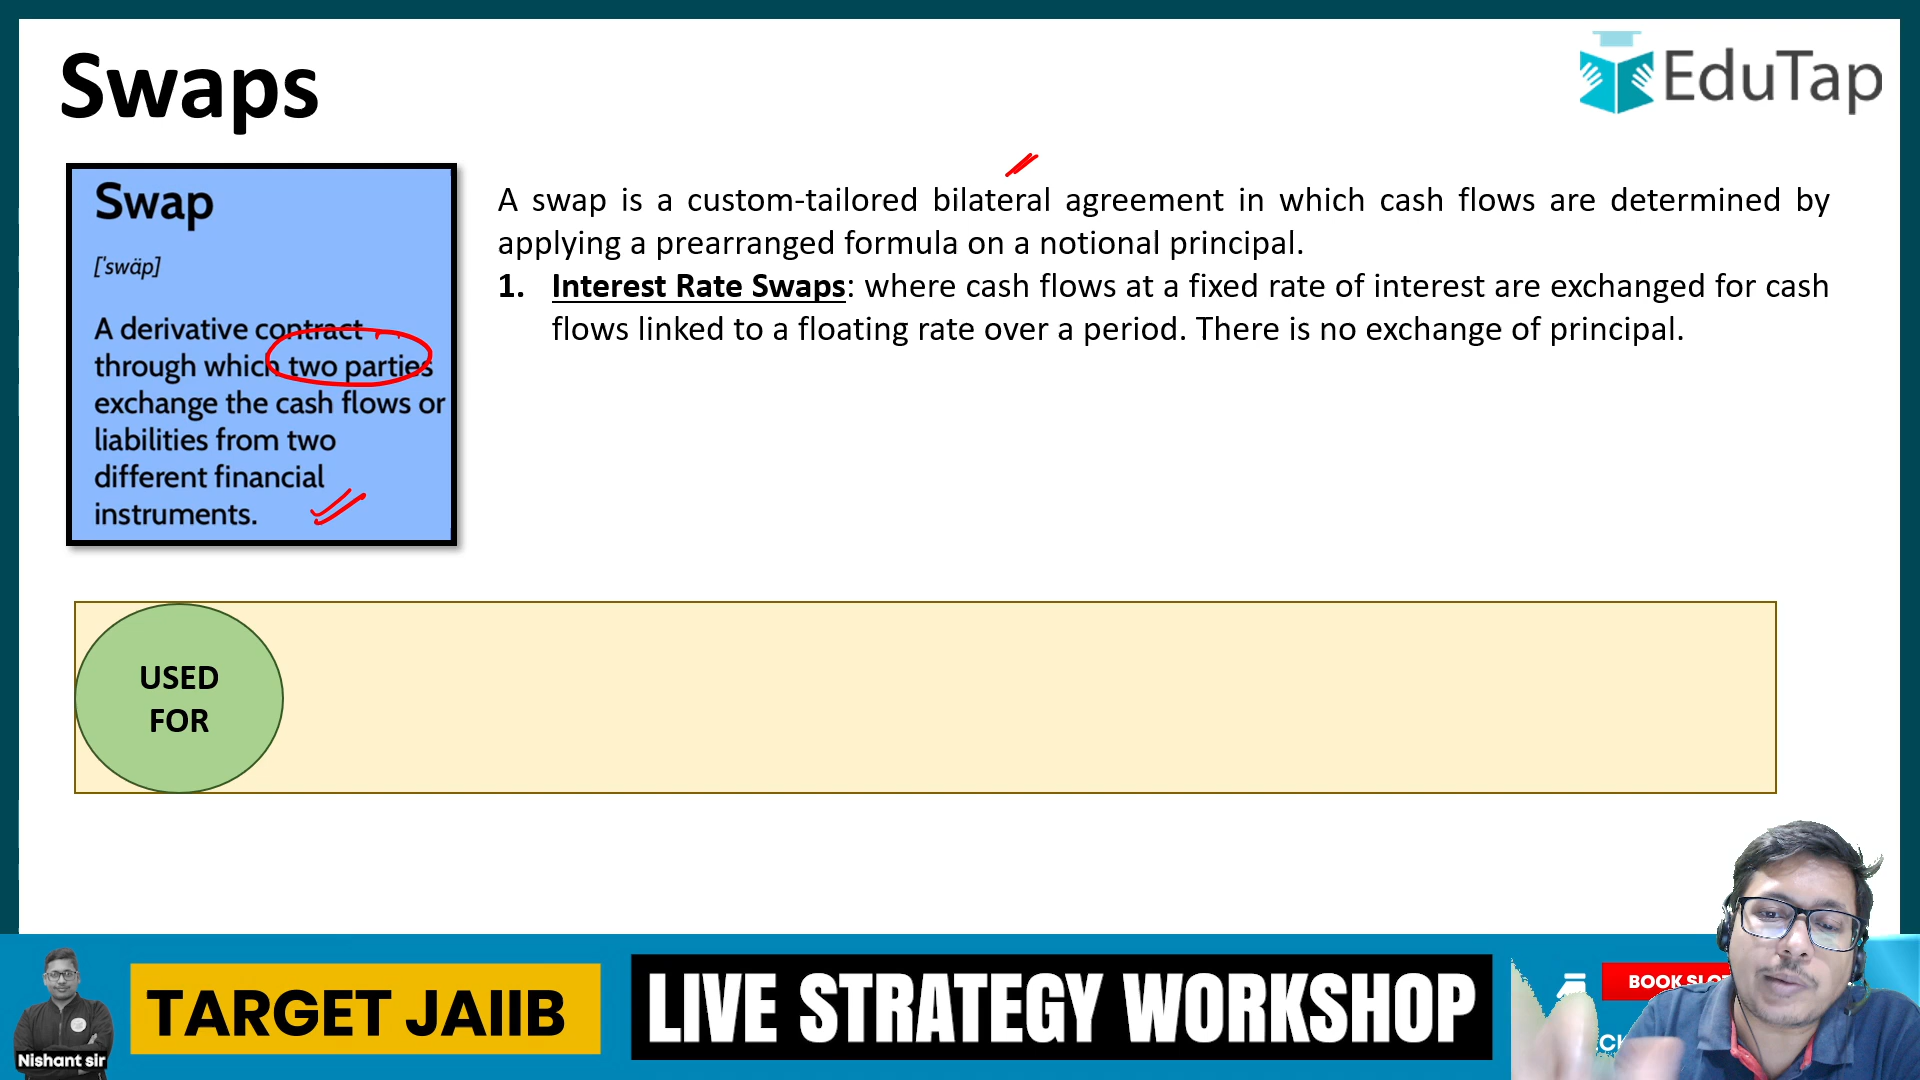 Swaps
EduTap
Swap
['swäp]
A derivative contract
through which two parties
exchange the cash flows or
liabilities from two
different financial
instruments.
A swap is a custom-tailored bilateral agreement in which cash flows are determined by
applying a prearranged formula on a notional principal.
1. Interest Rate Swaps: where cash flows at a fixed rate of interest are exchanged for cash
flows linked to a floating rate over a period. There is no exchange of principal.
USED
FOR
Nishant sir
TARGET JAIIB
LIVE STRATEGY WORKSHOP
BOOK